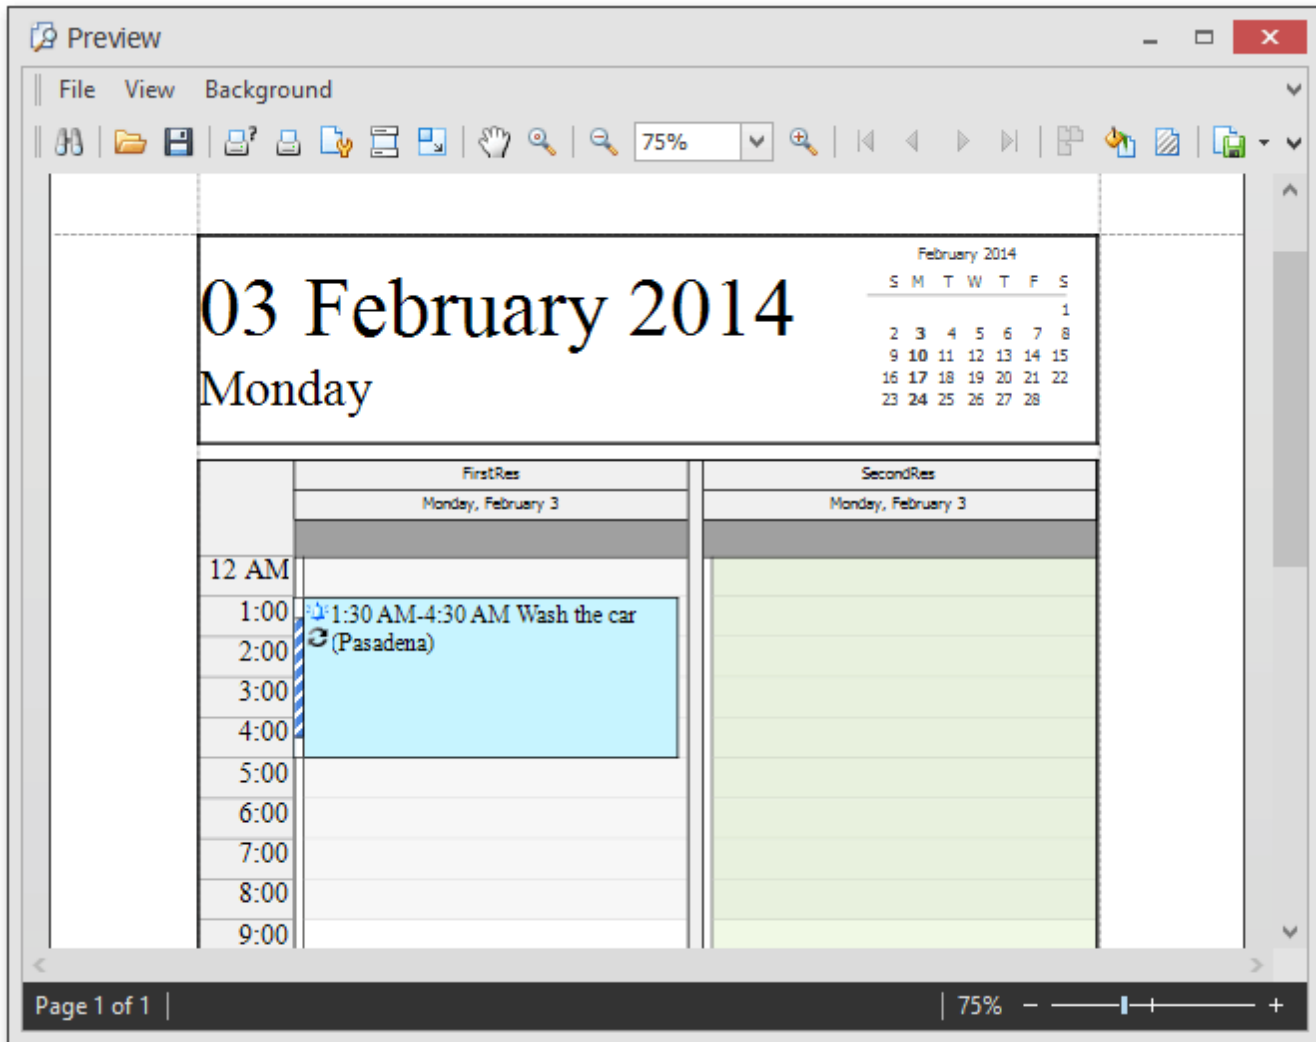 Preview
File View Background
75%
February 2014
S M T W T F S
1
03 February 2014
2 3 4 5 6 7 8
9 10 11 12 13 14 15
Monday
16 17 18 19 20 21 22
23 24 25 26 27 28
FirstRes SecondRes
Monday, February 3 Monday, February 3
12 AM
1:00 1:30 AM-4:30 AM Wash the car
(Pasadena)
2:00
3:00
4:00
5:00
6:00
7:00
8:00
9:00
Page 1 of 1 75%